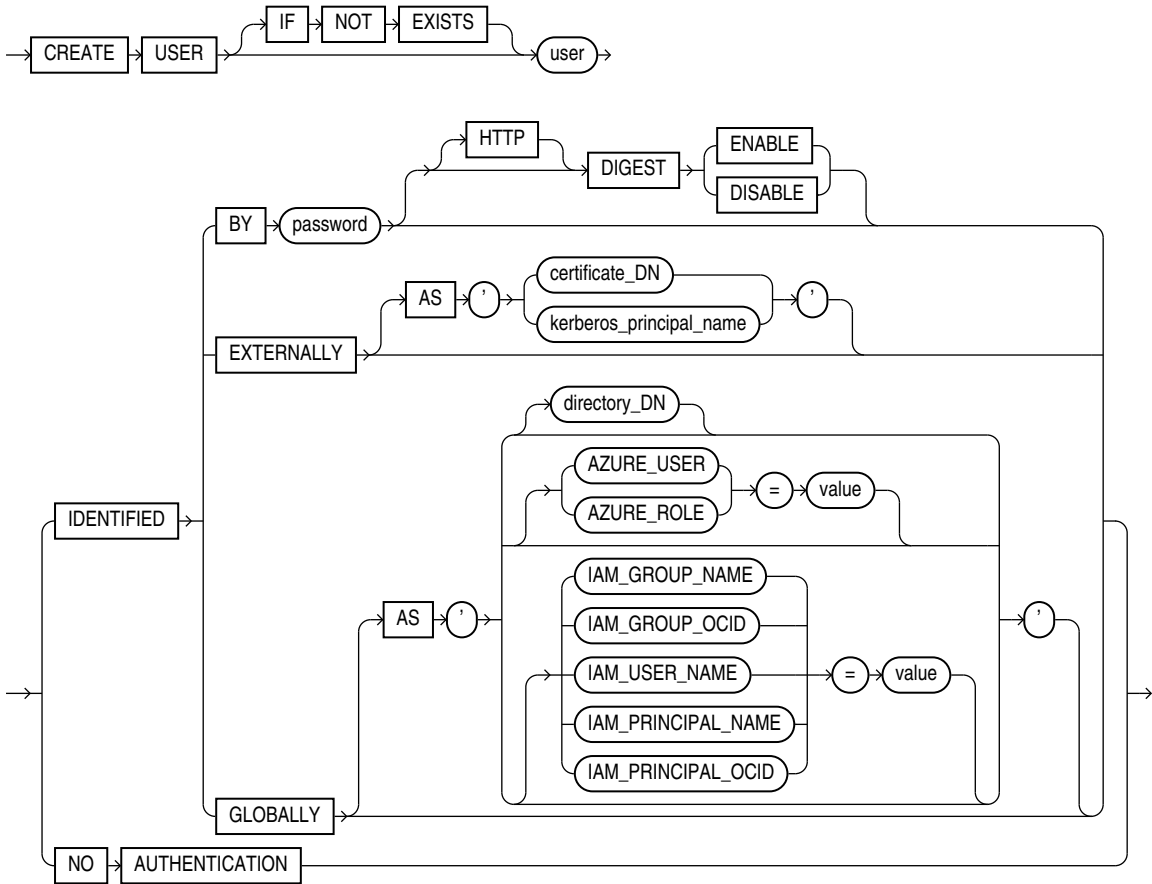 CREATE USER IF NOT EXISTS user
HTTP
DIGEST
ENABLE
DISABLE
BY password
certificate_DN
AS ' kerberos_principal_name '
EXTERNALLY
directory_DN
AZURE_USER
AZURE_ROLE
= value
IDENTIFIED
IAM_GROUP_NAME
AS ' IAM_GROUP_OCID '
IAM_USER_NAME = value
IAM_PRINCIPAL_NAME
IAM_PRINCIPAL_OCID
GLOBALLY
NO AUTHENTICATION